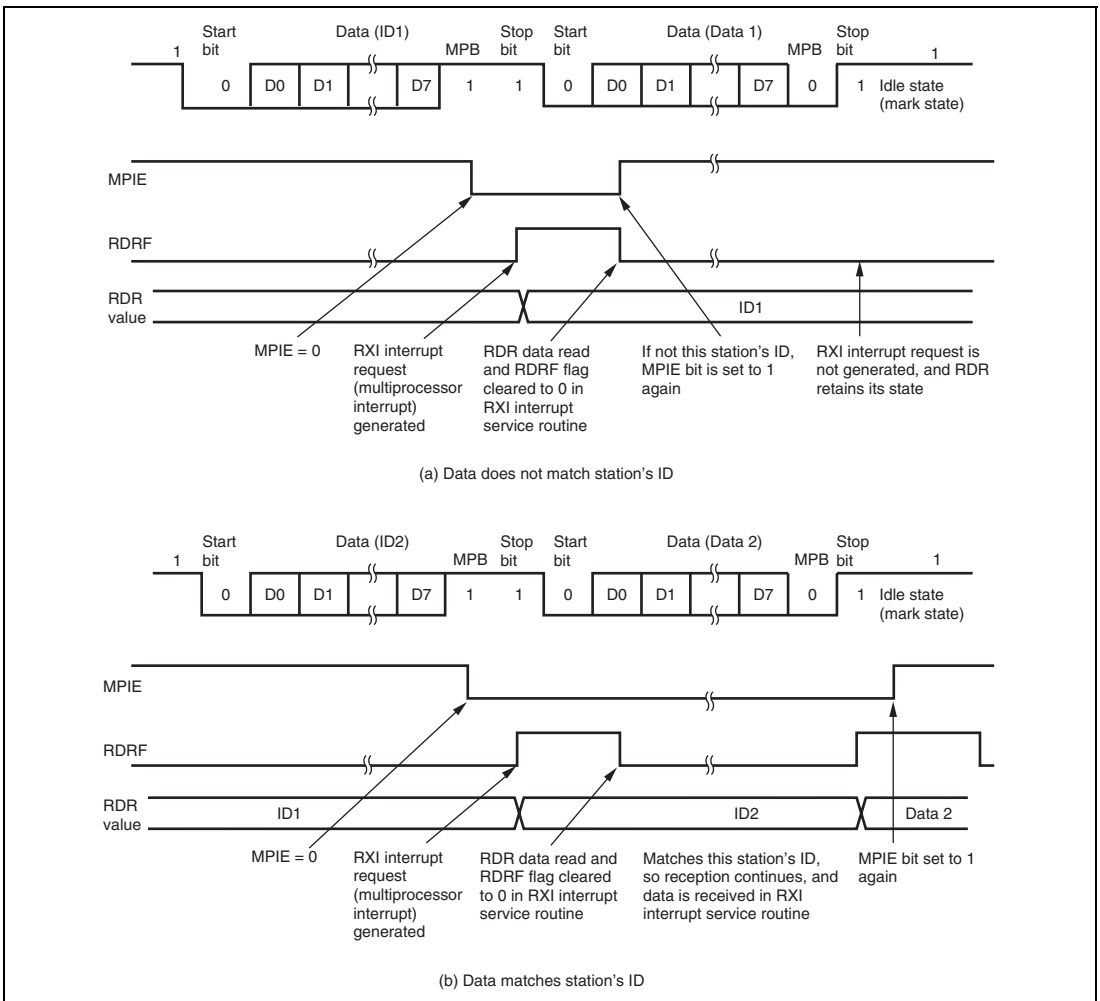 Start Data (ID1) Stop Start Data (Data 1) Stop
1 bit MPB bit bit MPB bit 1
0 D0 D1 D7 1 1 0 D0 D1 D7 0 1 Idle state
(mark state)
MPIE
RDRF
RDR
value
ID1
MPIE = 0
RXI interrupt
request
(multiprocessor
interrupt)
generated
RDR data read
and RDRF flag
cleared to 0 in
RXI interrupt
service routine
If not this station's ID,
MPIE bit is set to 1
again
RXI interrupt request is
not generated, and RDR
retains its state
(a) Data does not match station's ID
Start Data (ID2) Stop Start Data (Data 2) Stop
1 bit MPB bit bit MPB bit 1
0 D0 D1 D7 1 1 0 D0 D1 D7 0 1 Idle state
(mark state)
MPIE
RDRF
RDR
value
ID1 ID2 Data 2
MPIE = 0
RXI interrupt
request
(multiprocessor
interrupt)
generated
RDR data read and
RDRF flag cleared
to 0 in RXI interrupt
service routine
Matches this station's ID,
so reception continues, and
data is received in RXI
interrupt service routine
MPIE bit set to 1
again
(b) Data matches station's ID